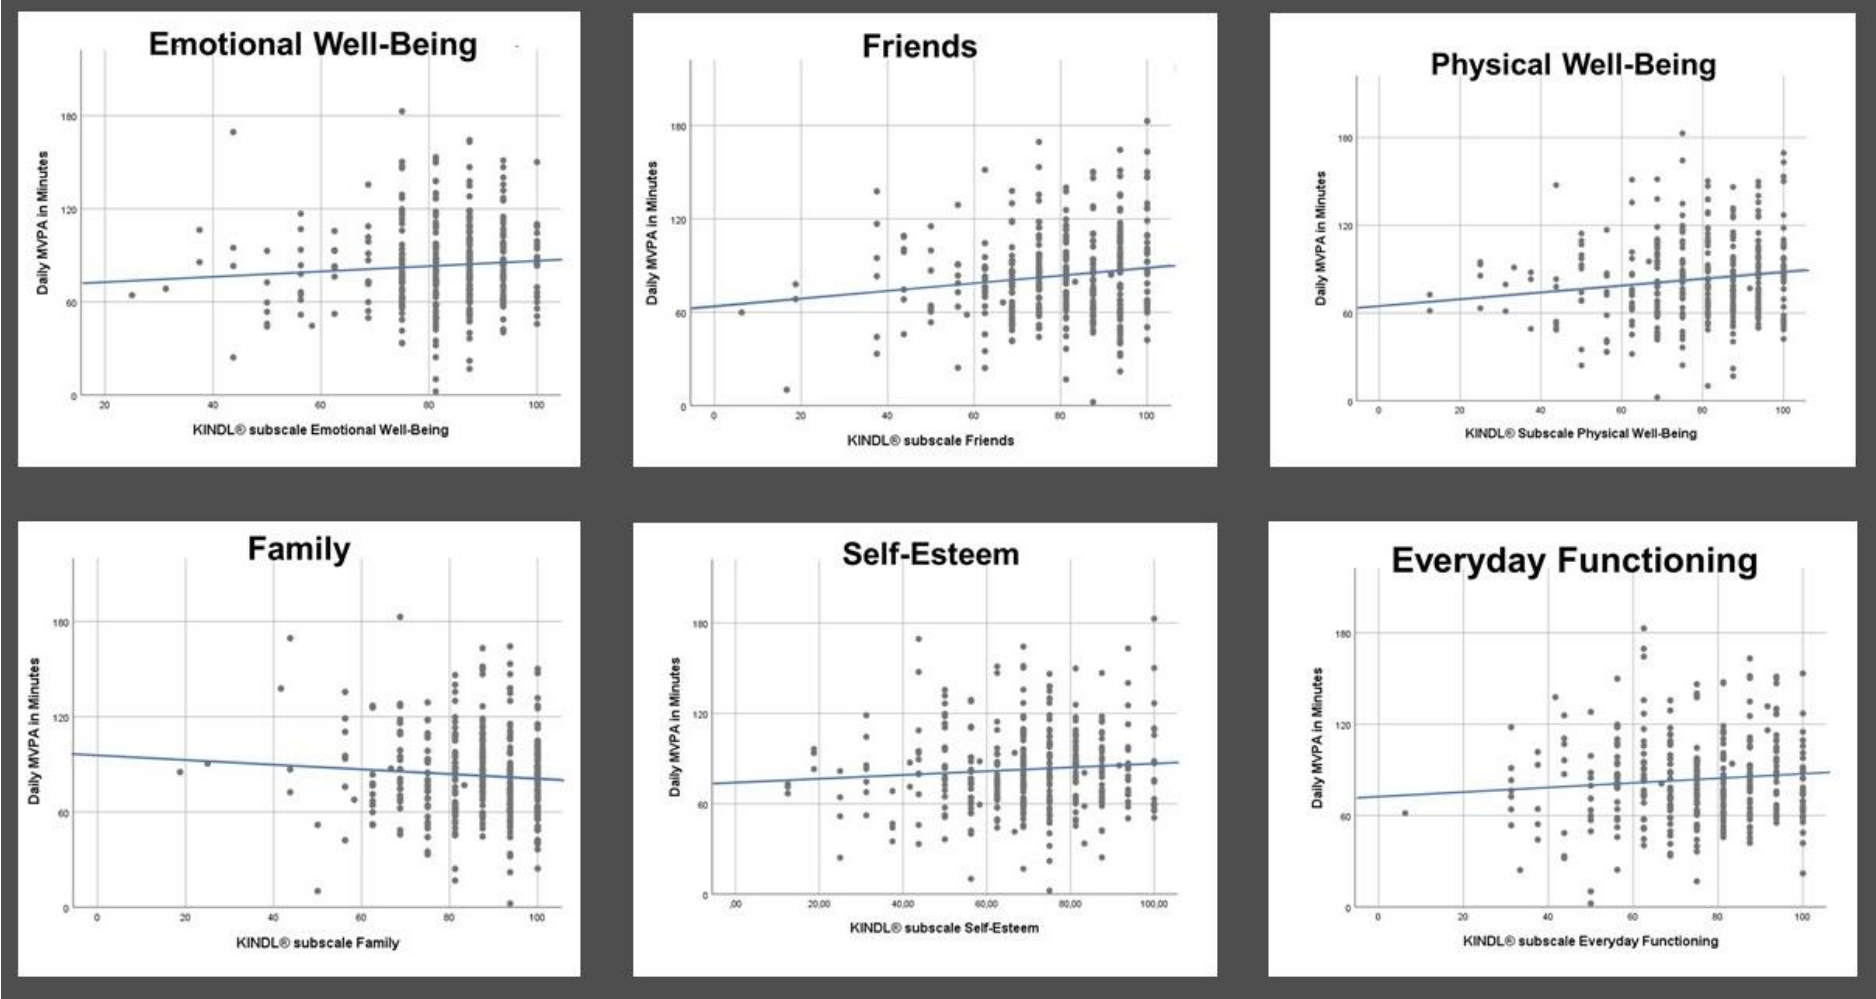 Emotional Well-Being
Daily MVPA in Minutes
180
120
60
0
20 40 60 80 100
KINDL® subscale Emotional Well-Being
Friends
Daily MVPA in Minutes
180
120
60
0
0 20 40 60 80 100
KINDL® subscale Friends
Physical Well-Being
Daily MVPA in Minutes
180
120
60
0
0 20 40 60 80 100
KINDL® Subscale Physical Well-Being
Family
Daily MVPA in Minutes
180
120
60
0
0 20 40 60 80 100
KINDL® subscale Family
Self-Esteem
Daily MVPA in Minutes
180
120
60
0
,00 20,00 40,00 60,00 80,00 100,00
KINDL® subscale Self-Esteem
Everyday Functioning
Daily MVPA in Minutes
180
120
60
0
0 20 40 60 80 100
KINDL® subscale Everyday Functioning